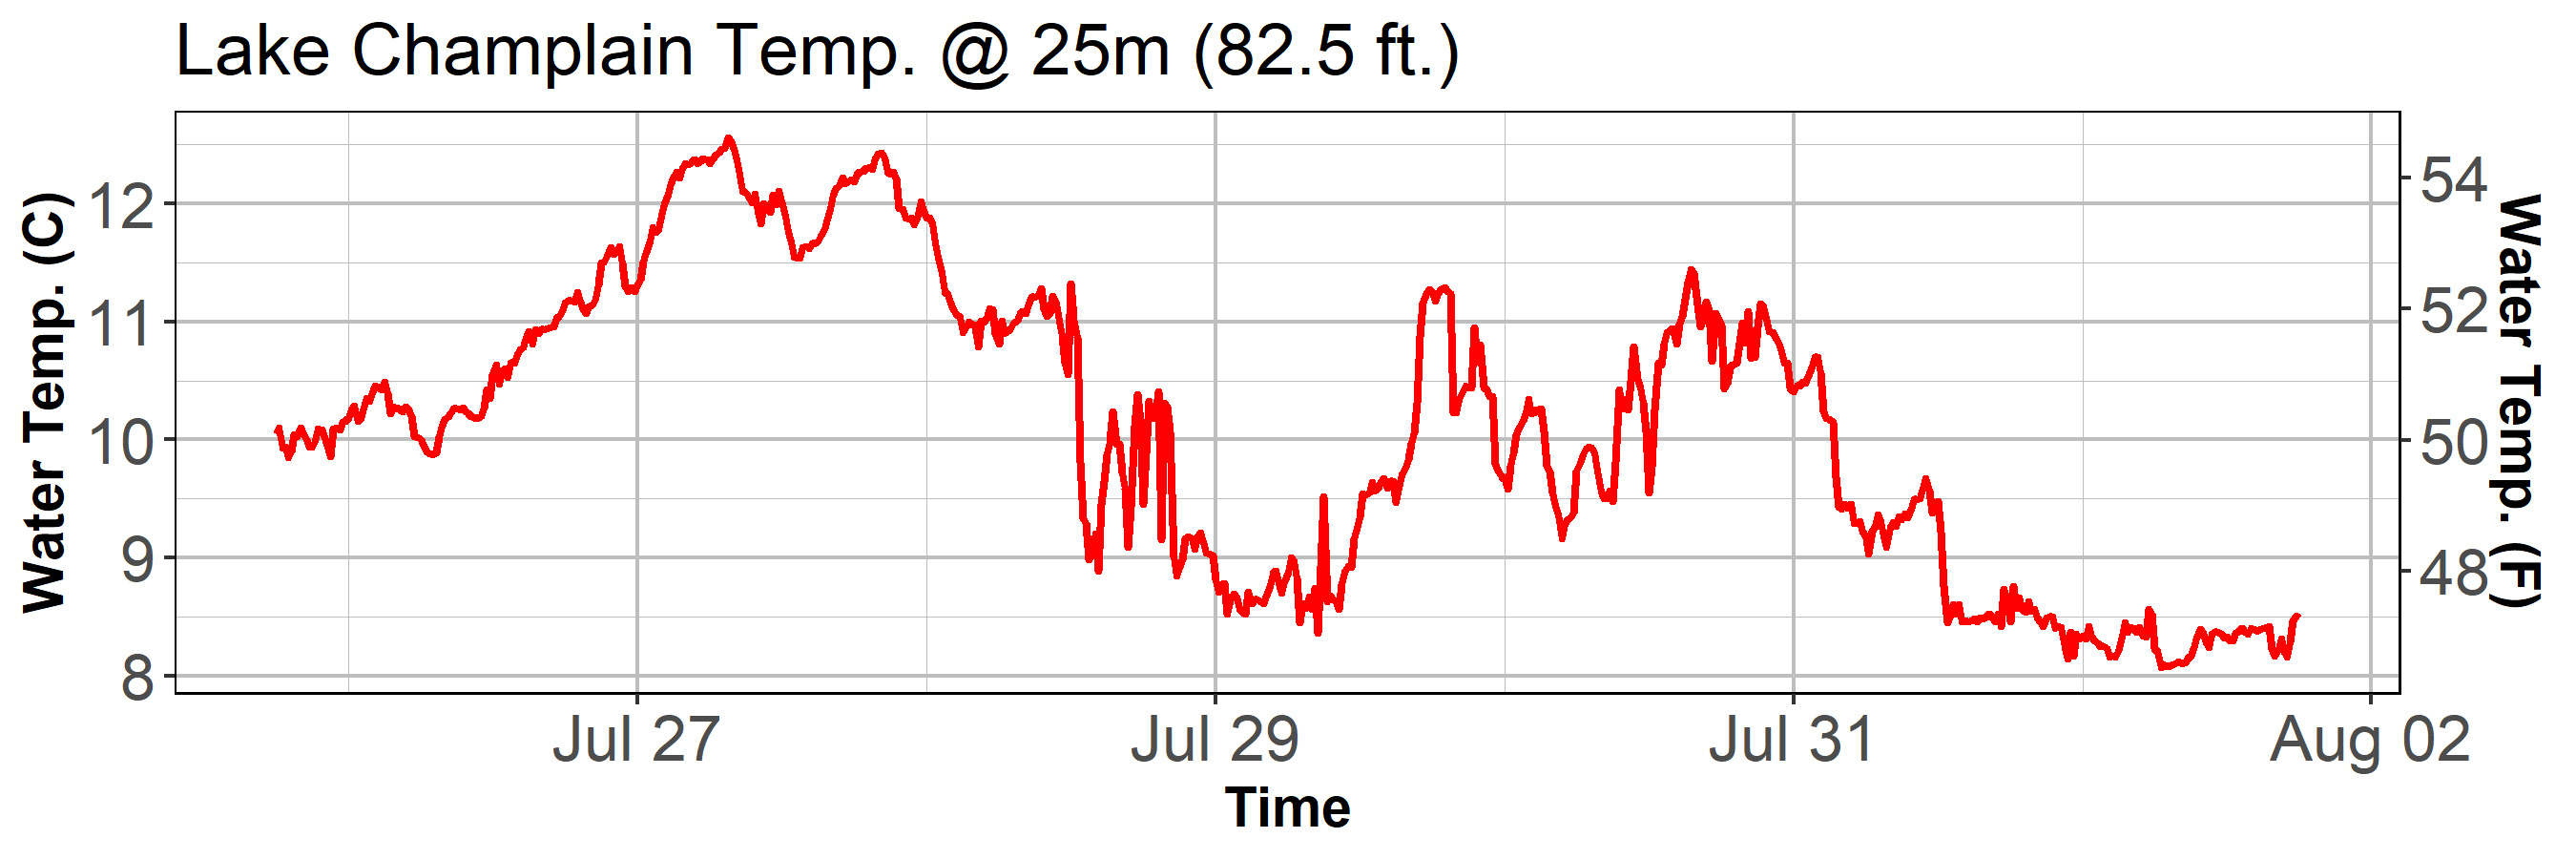 Lake Champlain Temp. @ 25m (82.5 ft.)
Water Temp. (C)
12
11
10
9
8
54
52
50
48
Water Temp. (F)
Jul 27
Jul 29
Jul 31
Aug 02
Time